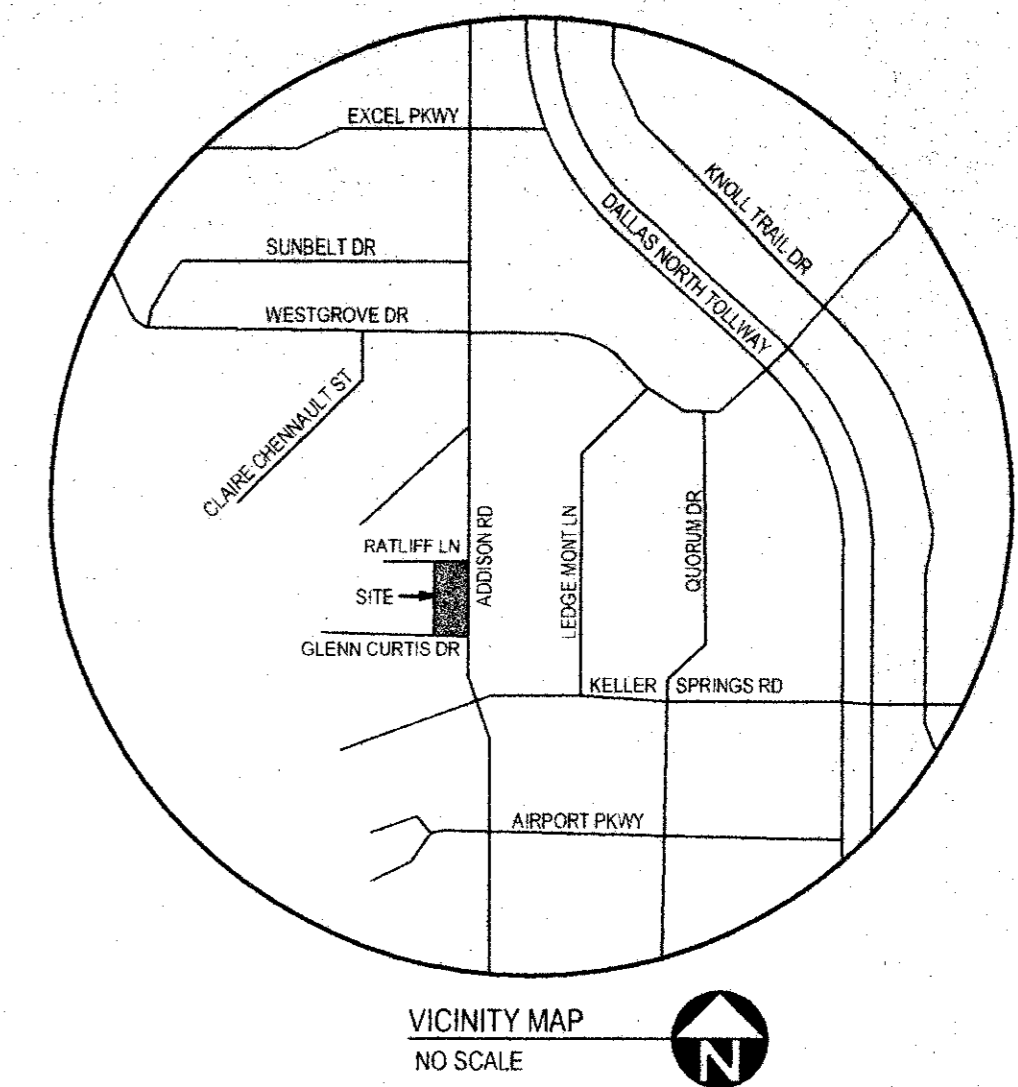 EXCEL PKWY
KNOLL TRAIL DR
DALLAS NORTH TOLLWAY
SUNBELT DR
WESTGROVE DR
CLAIRE CHENNAULT ST
ADDISON RD
LEDGE MONT LN
QUORUM DR
RATLIFF LN
SITE
GLENN CURTIS DR
KELLER SPRINGS RD
AIRPORT PKWY
VICINITY MAP
NO SCALE
N